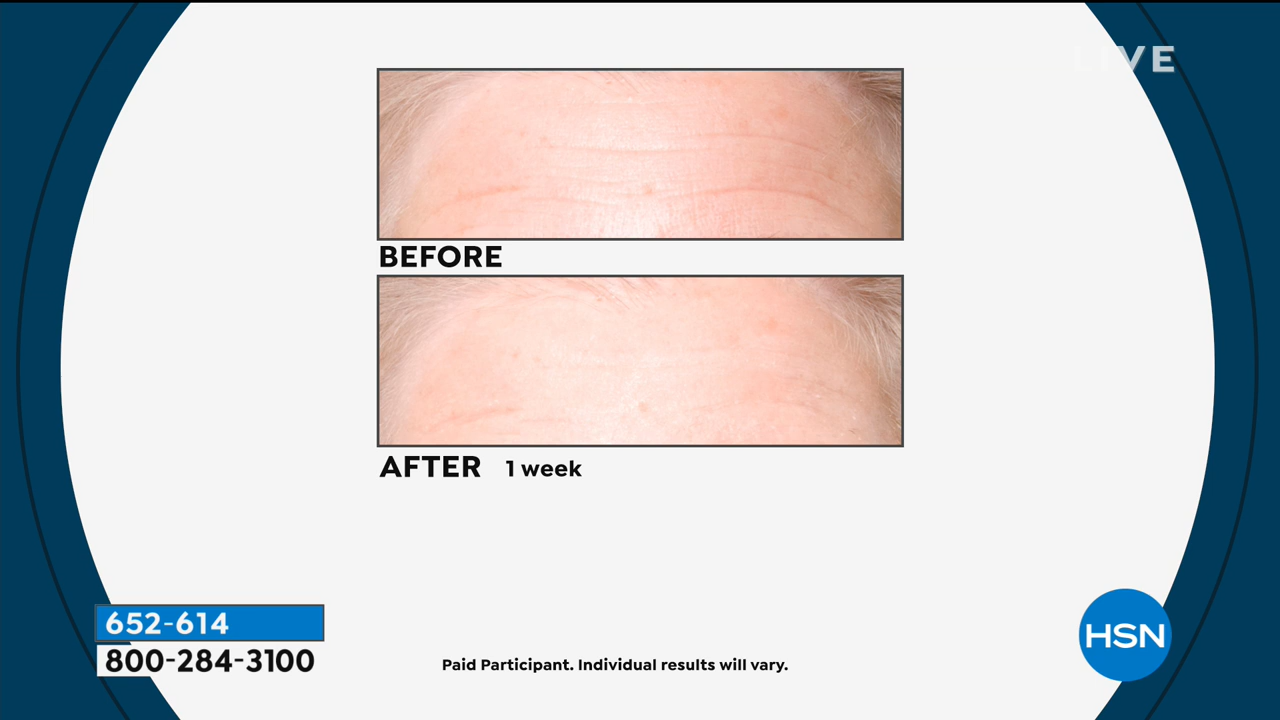 LIVE
BEFORE
AFTER 1 week
652-614
800-284-3100
Paid Participant. Individual results will vary.
HSN